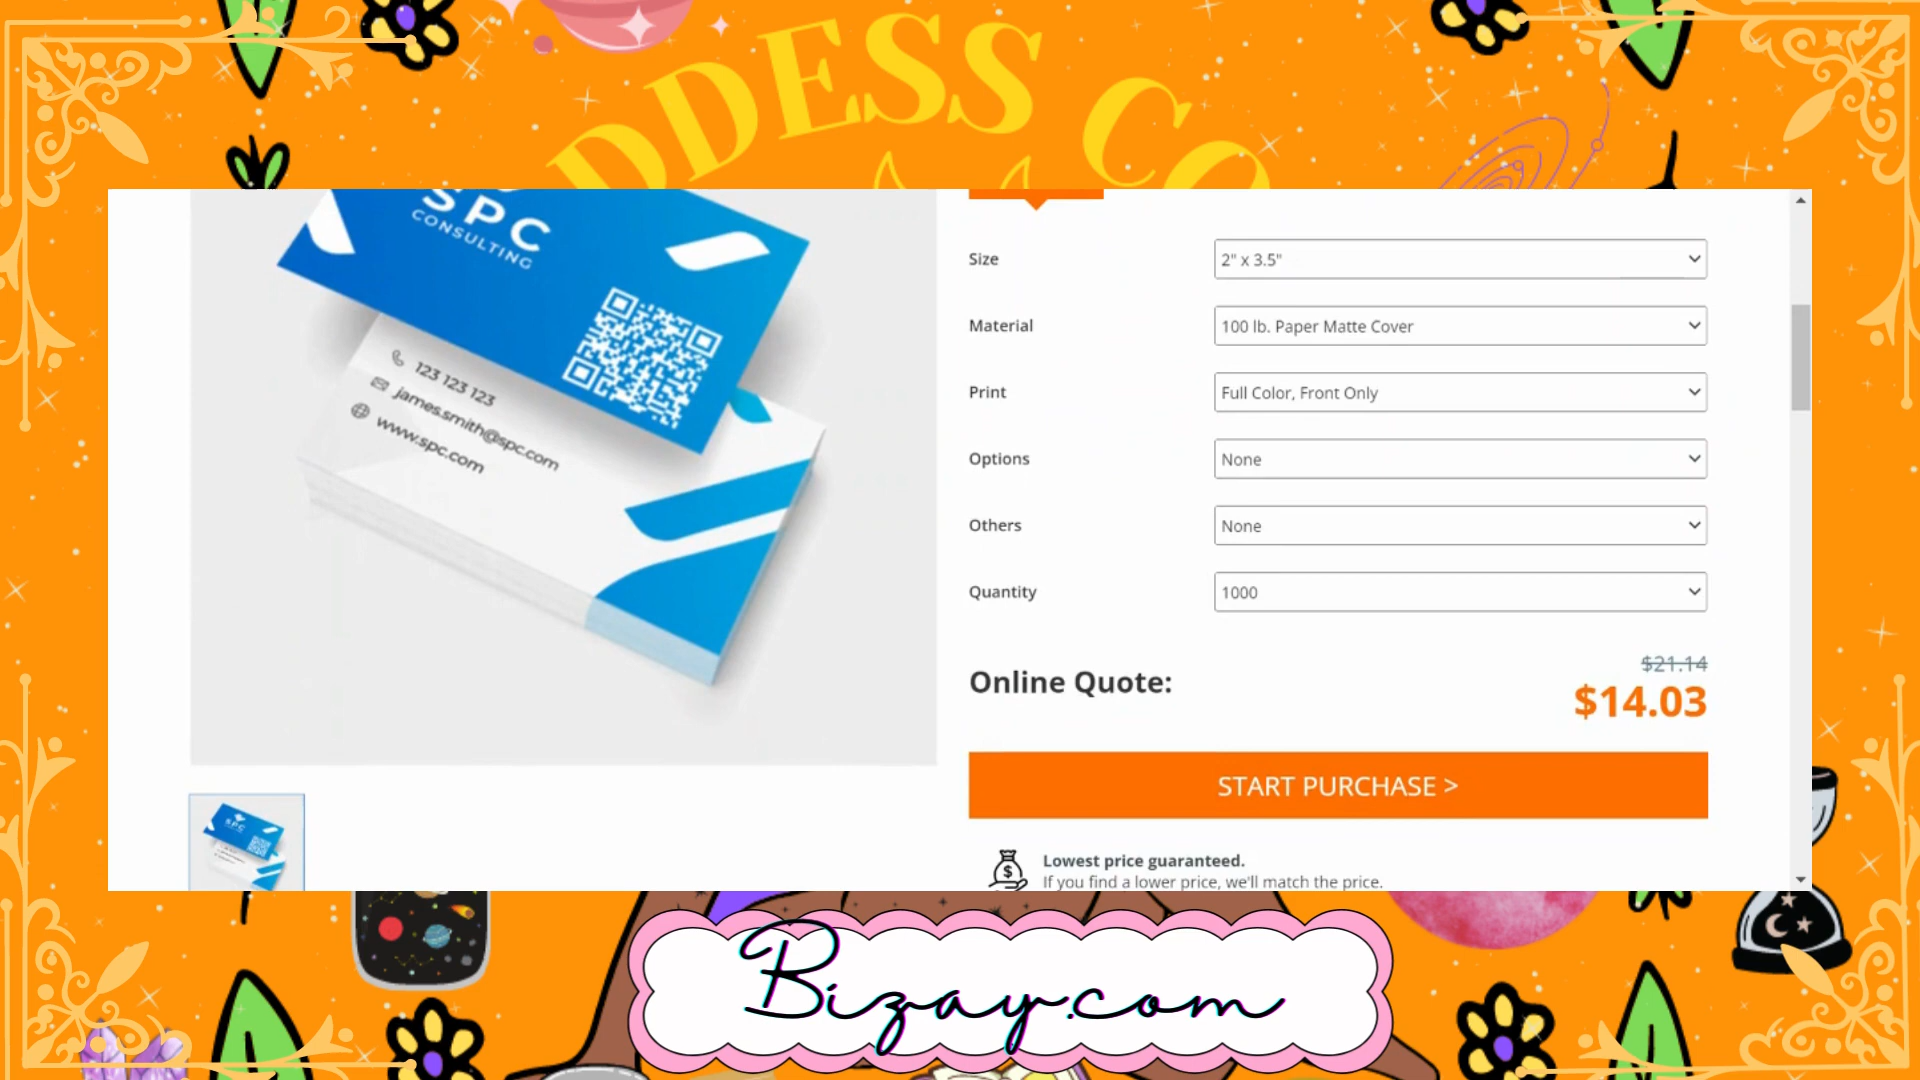 DDESS CO
SPC
CONSULTING
123 123 123
james.smith@spc.com
www.spc.com
Size
2" x 3.5"
Material
100 lb. Paper Matte Cover
Print
Full Color, Front Only
Options
None
Others
None
Quantity
1000
$21.14
Online Quote:
$14.03
START PURCHASE >
Lowest price guaranteed.
If you find a lower price, we'll match the price.
SPC
Bizay.com